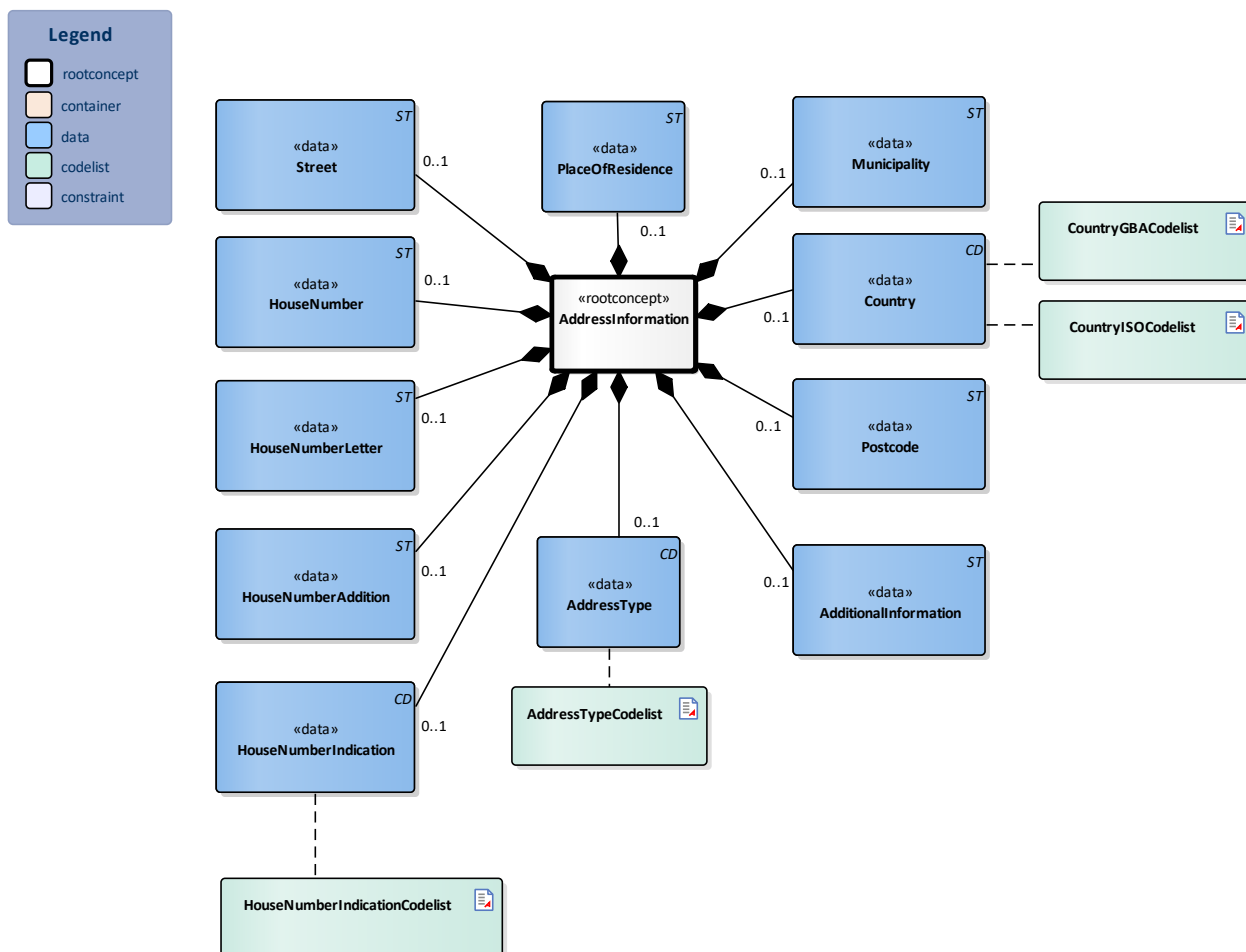 Legend
rootconcept
container
data
codelist
constraint
ST
«data»
Street
0..1
ST
«data»
PlaceOfResidence
0..1
ST
«data»
Municipality
0..1
ST
«data»
HouseNumber
0..1
«rootconcept»
AddressInformation
CD
«data»
Country
0..1
CountryGBACodelist
CountryISOCodelist
ST
«data»
HouseNumberLetter
0..1
ST
«data»
Postcode
0..1
ST
«data»
HouseNumberAddition
0..1
0..1
CD
«data»
AddressType
ST
«data»
AdditionalInformation
0..1
CD
«data»
HouseNumberIndication
0..1
AddressTypeCodelist
HouseNumberIndicationCodelist